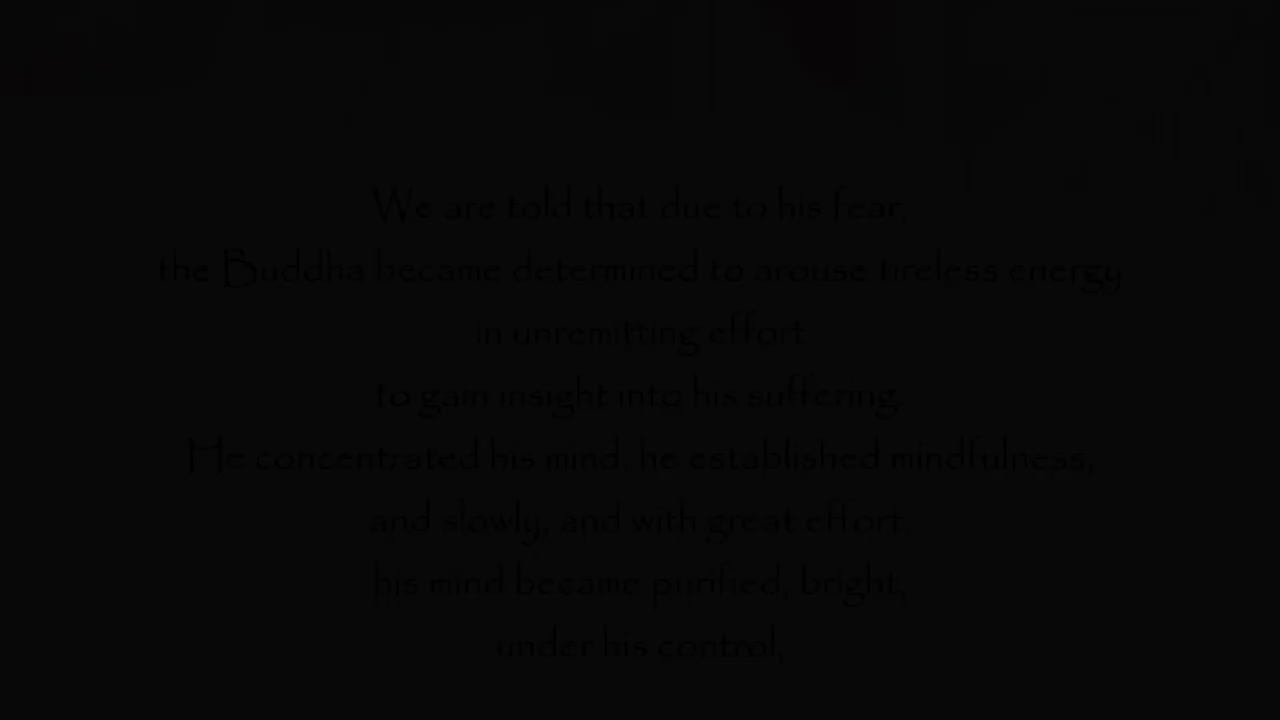 We are told that due to his fear,
the Buddha became determined to arouse tireless energy
in unremitting effort
to gain insight into his suffering.
He concentrated his mind, he established mindfulness,
and slowly, and with great effort,
his mind became purified, bright,
under his control,